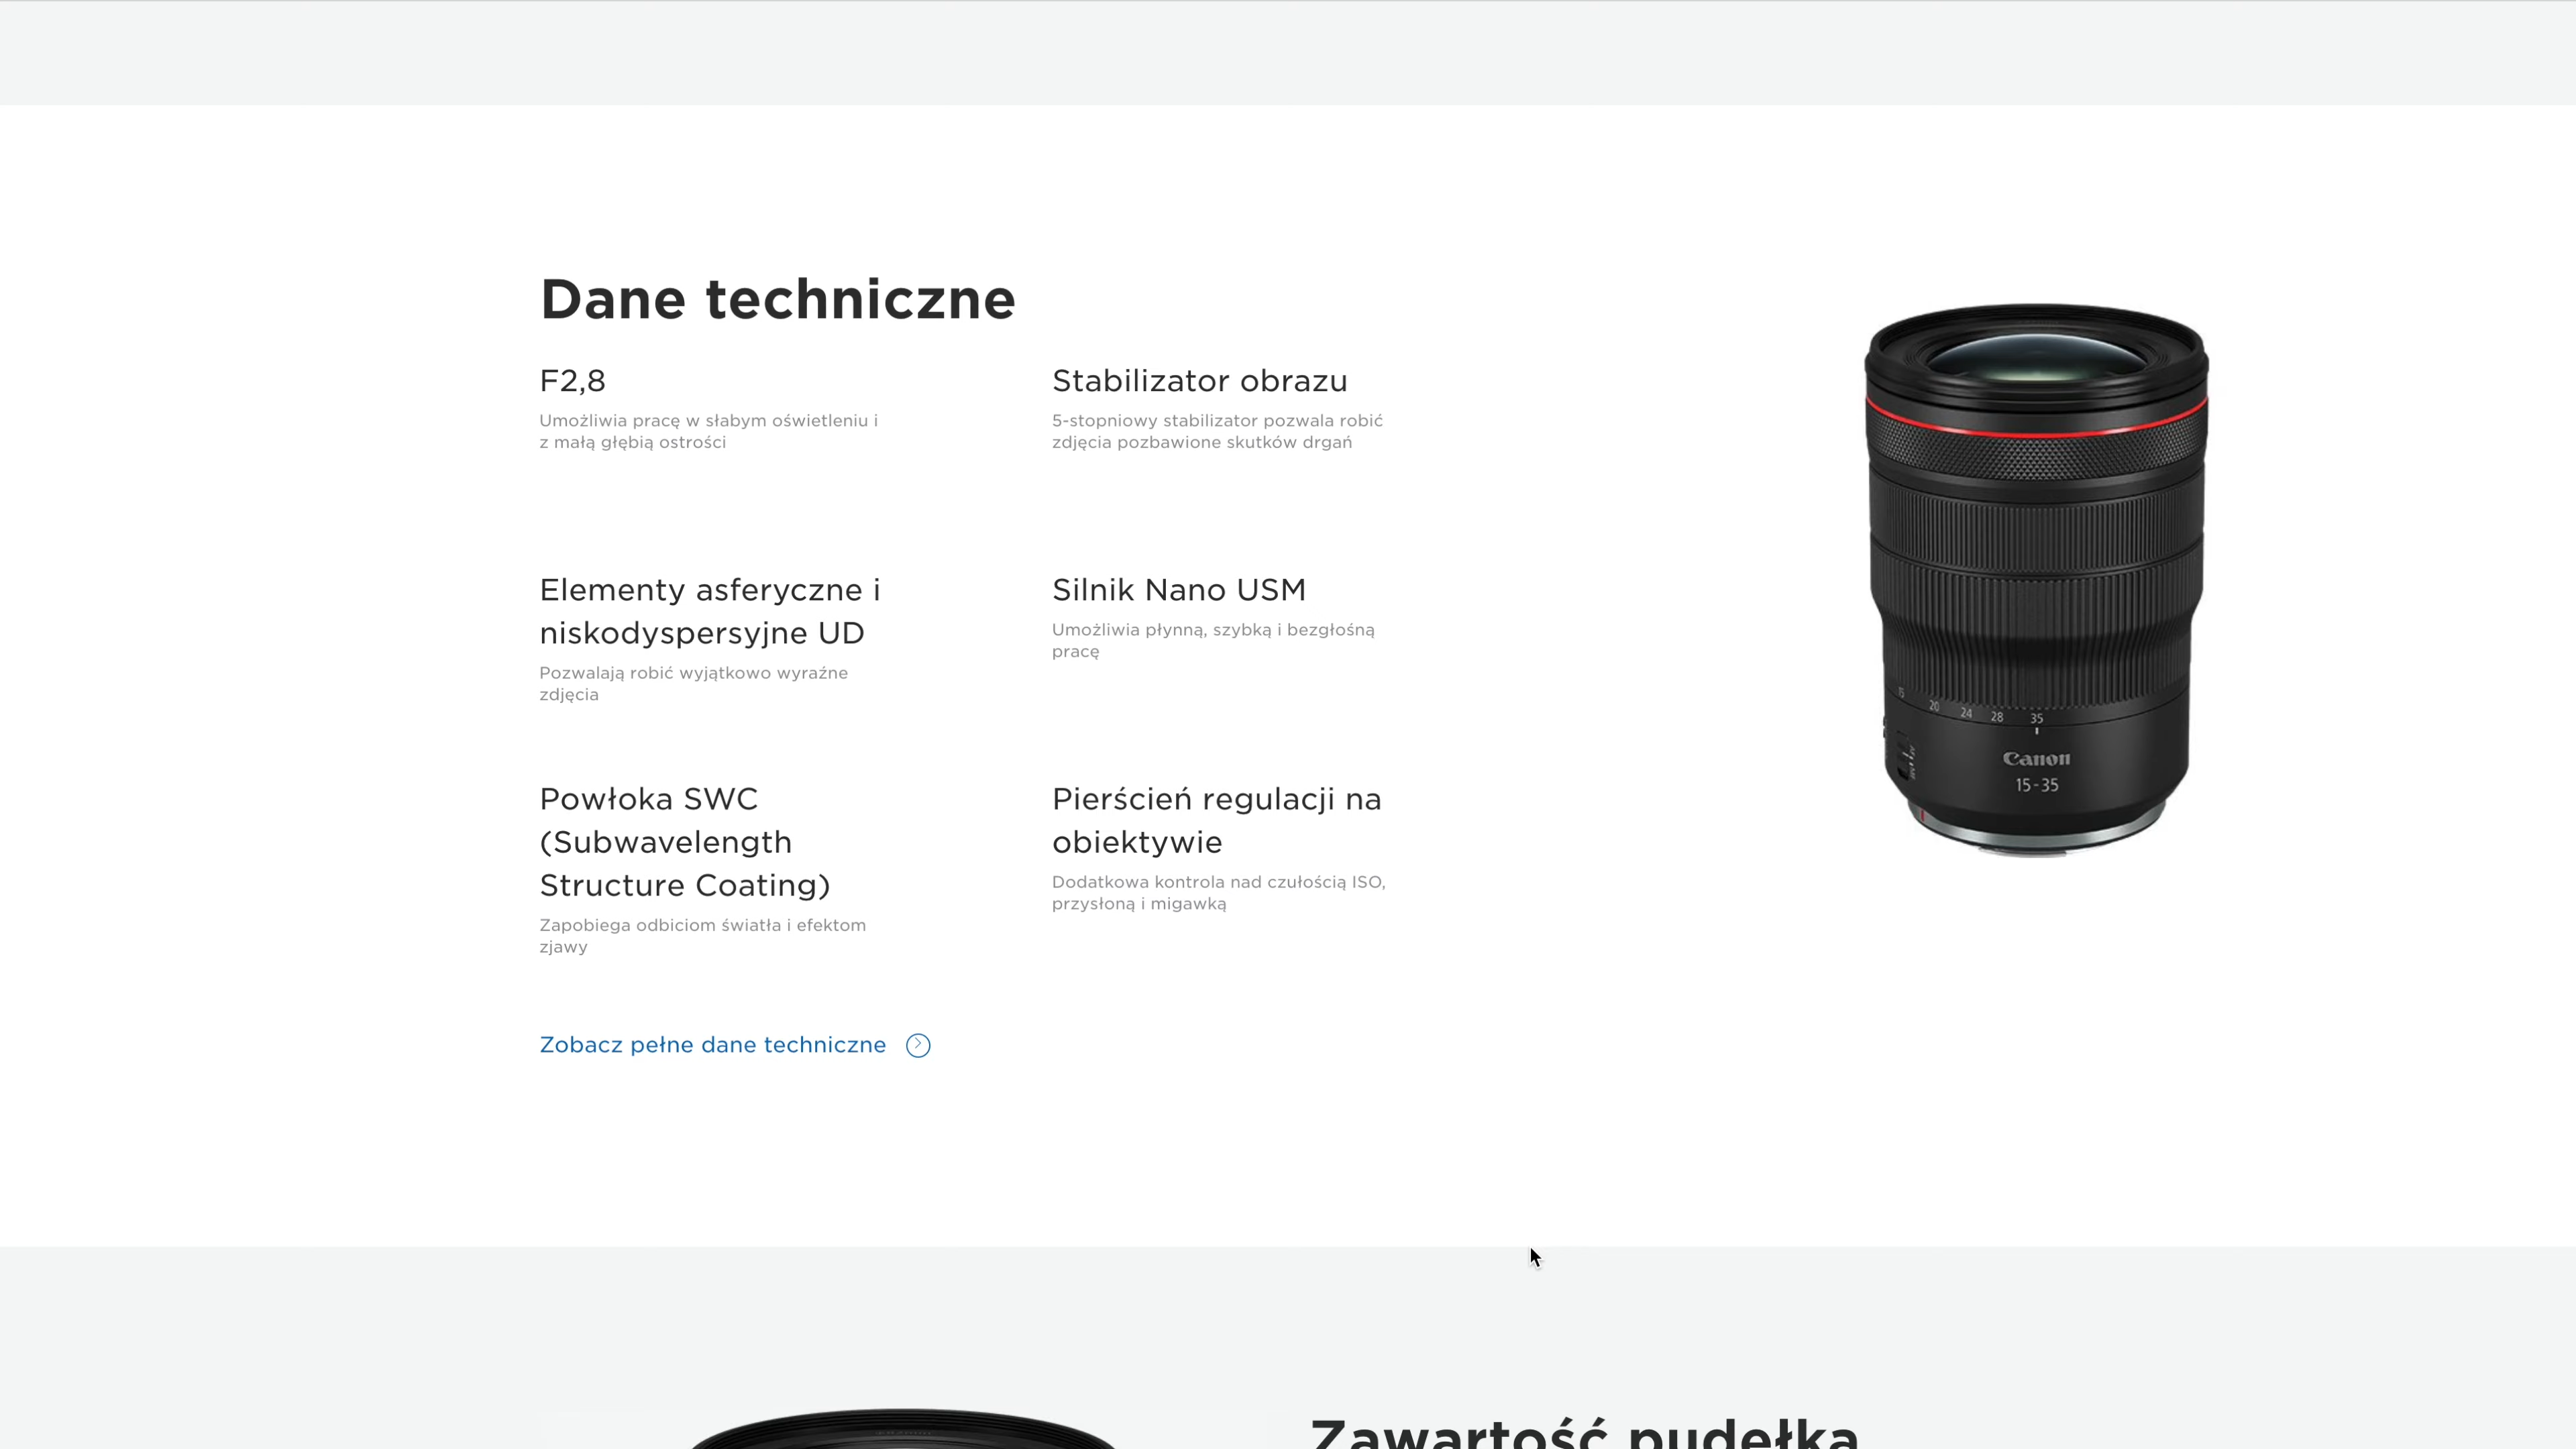 Dane techniczne
F2,8
Umożliwia pracę w słabym oświetleniu i
z małą głębią ostrości
Stabilizator obrazu
5-stopniowy stabilizator pozwala robić
zdjęcia pozbawione skutków drgań
Elementy asferyczne i
niskodyspersyjne UD
Pozwalają robić wyjątkowo wyraźne
zdjęcia
Silnik Nano USM
Umożliwia płynną, szybką i bezgłośną
pracę
Powłoka SWC
(Subwavelength
Structure Coating)
Zapobiega odbiciom światła i efektom
zjawy
Pierścień regulacji na
obiektywie
Dodatkowa kontrola nad czułością ISO,
przysłoną i migawką
Zobacz pełne dane techniczne
15 20 24 28 35
Canon
15-35
Zawartość pudełka